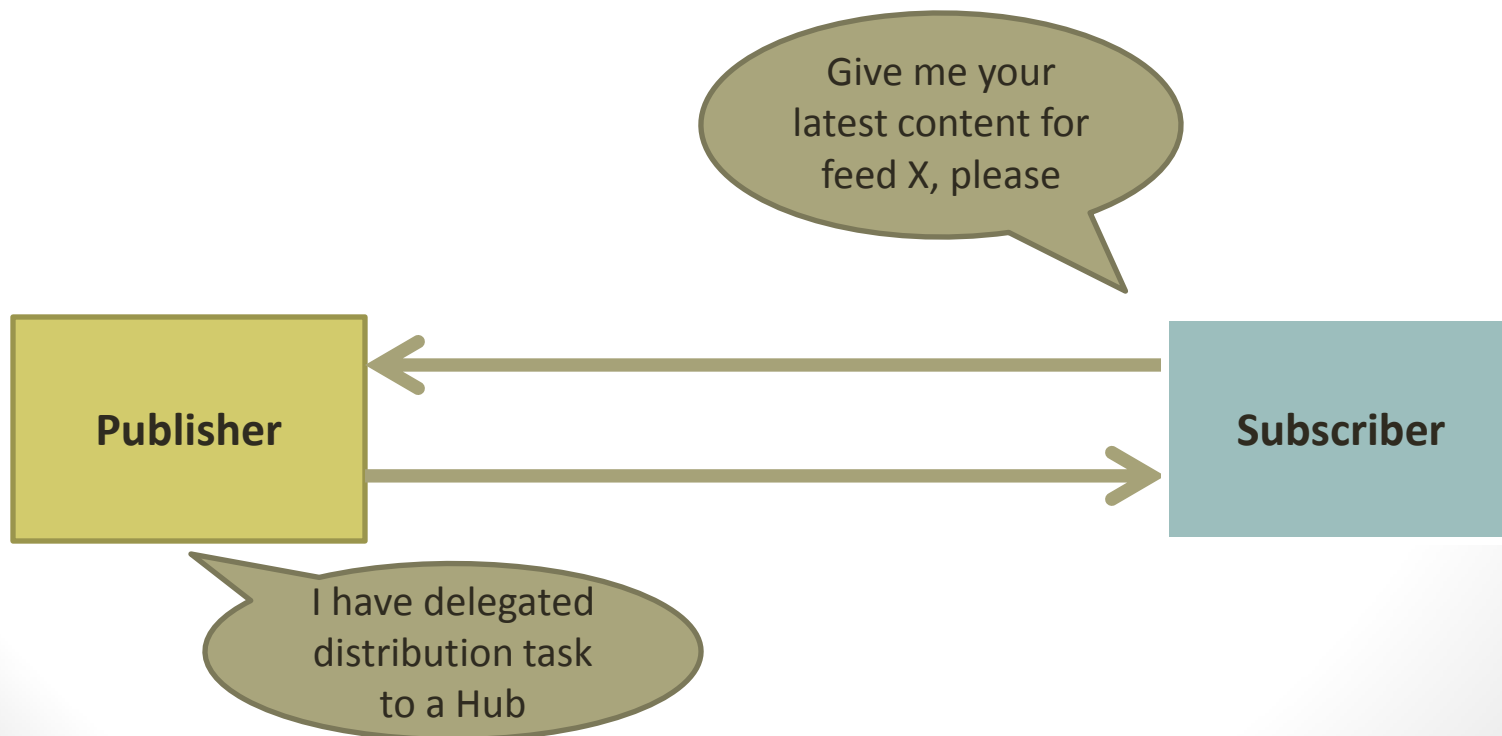 Give me your
latest content for
feed X, please
Publisher
Subscriber
I have delegated
distribution task
to a Hub